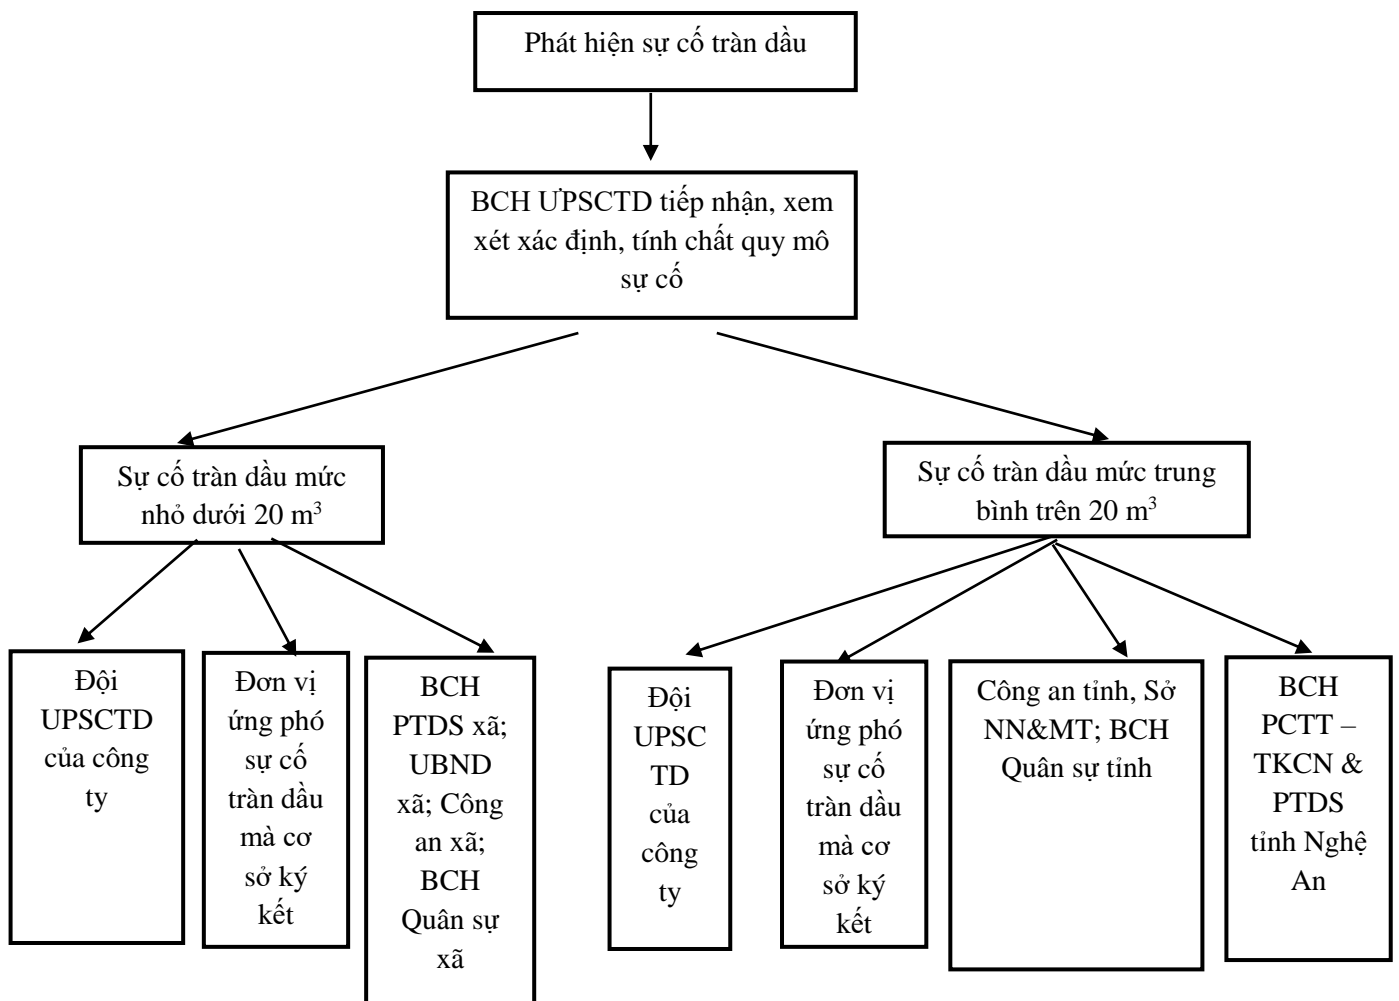 Phát hiện sự cố tràn dầu
BCH ƯPSCTD tiếp nhận, xem
xét xác định, tính chất quy mô
sự cố
Sự cố tràn dầu mức
nhỏ dưới 20 m³
Sự cố tràn dầu mức trung
bình trên 20 m³
Đội
UPSCTD
của công
ty
Đơn vị
ứng phó
sự cố
tràn dầu
mà cơ
sở ký
kết
BCH
PTDS xã;
UBND
xã; Công
an xã;
BCH
Quân sự
xã
Đội
UPSC
TD
của
công
ty
Đơn vị
ứng phó
sự cố
tràn dầu
mà cơ
sở ký
kết
Công an tỉnh, Sở
NN&MT; BCH
Quân sự tỉnh
BCH
PCTT –
TKCN &
PTDS
tỉnh Nghệ
An